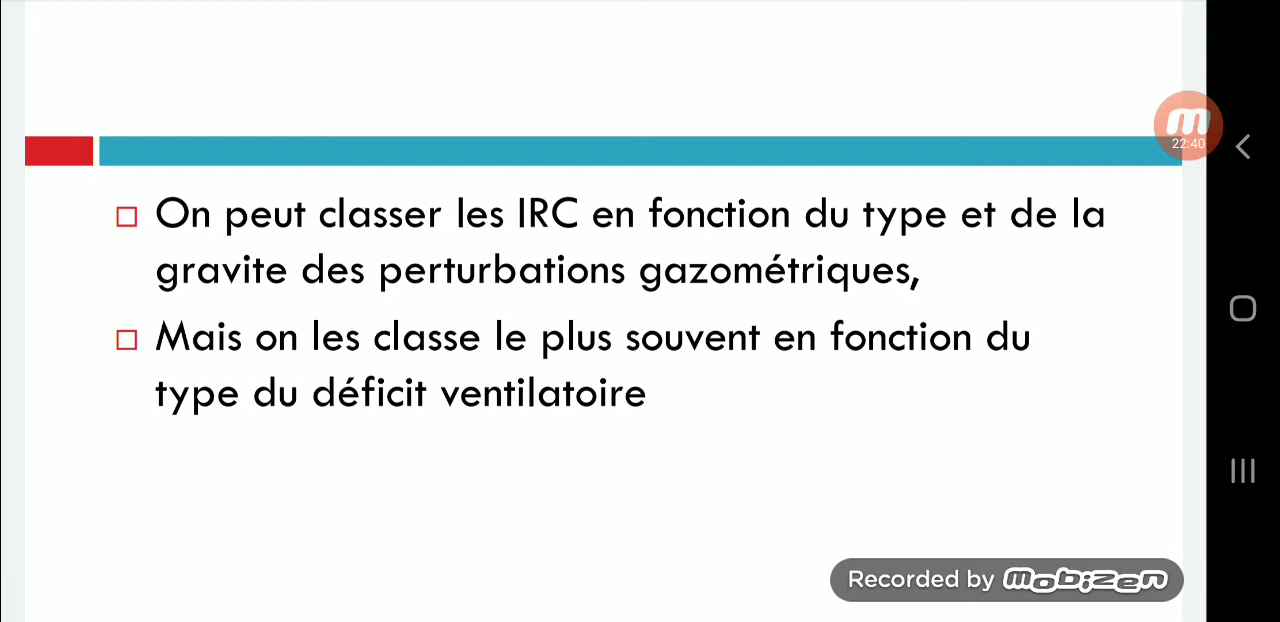 22:40
On peut classer les IRC en fonction du type et de la
gravite des perturbations gazométriques,
Mais on les classe le plus souvent en fonction du
type du déficit ventilatoire
Recorded by mobizen